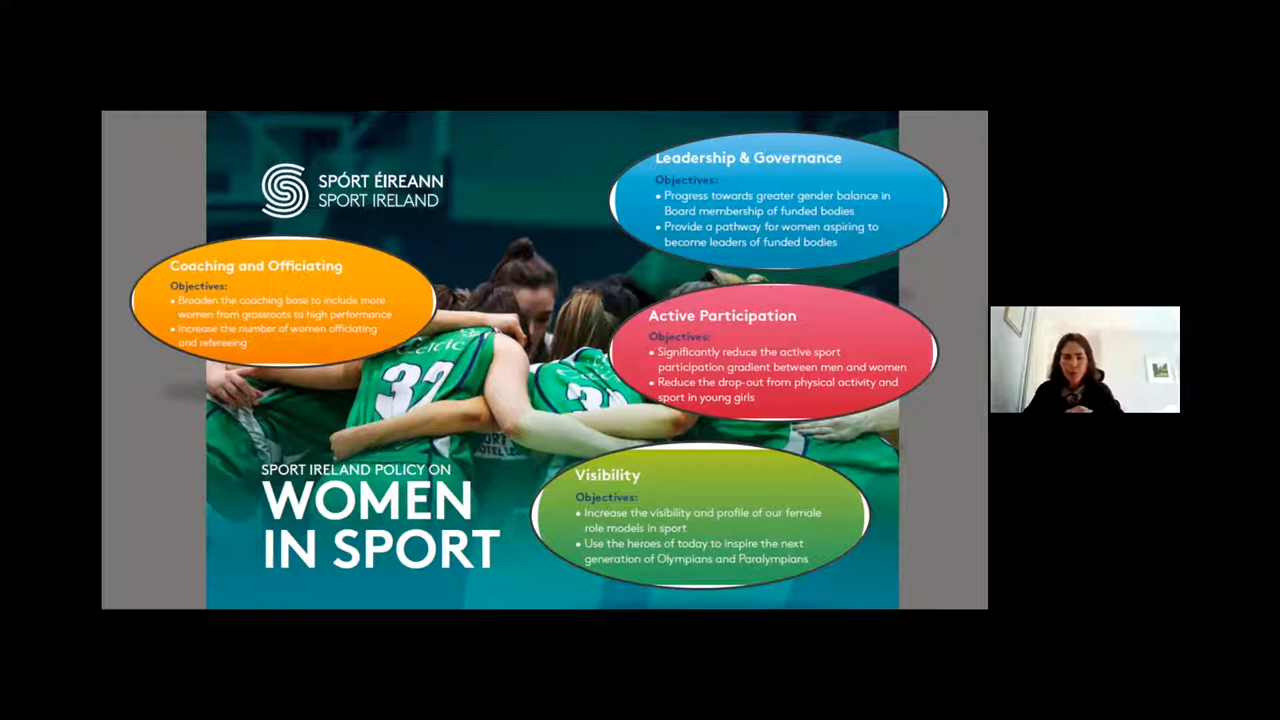 SPÓRT ÉIREANN
SPORT IRELAND
Leadership & Governance
Objectives:
• Progress towards greater gender balance in
Board membership of funded bodies
• Provide a pathway for women aspiring to
become leaders of funded bodies
Coaching and Officiating
Objectives:
• Broaden the coaching base to include more
women from grassroots to high performance
• Increase the number of women officiating
and refereeing
Active Participation
Objectives:
• Significantly reduce the active sport
participation gradient between men and women
• Reduce the drop-out from physical activity and
sport in young girls
32
SPORT IRELAND POLICY ON
WOMEN
IN SPORT
Visibility
Objectives:
• Increase the visibility and profile of our female
role models in sport
• Use the heroes of today to inspire the next
generation of Olympians and Paralympians